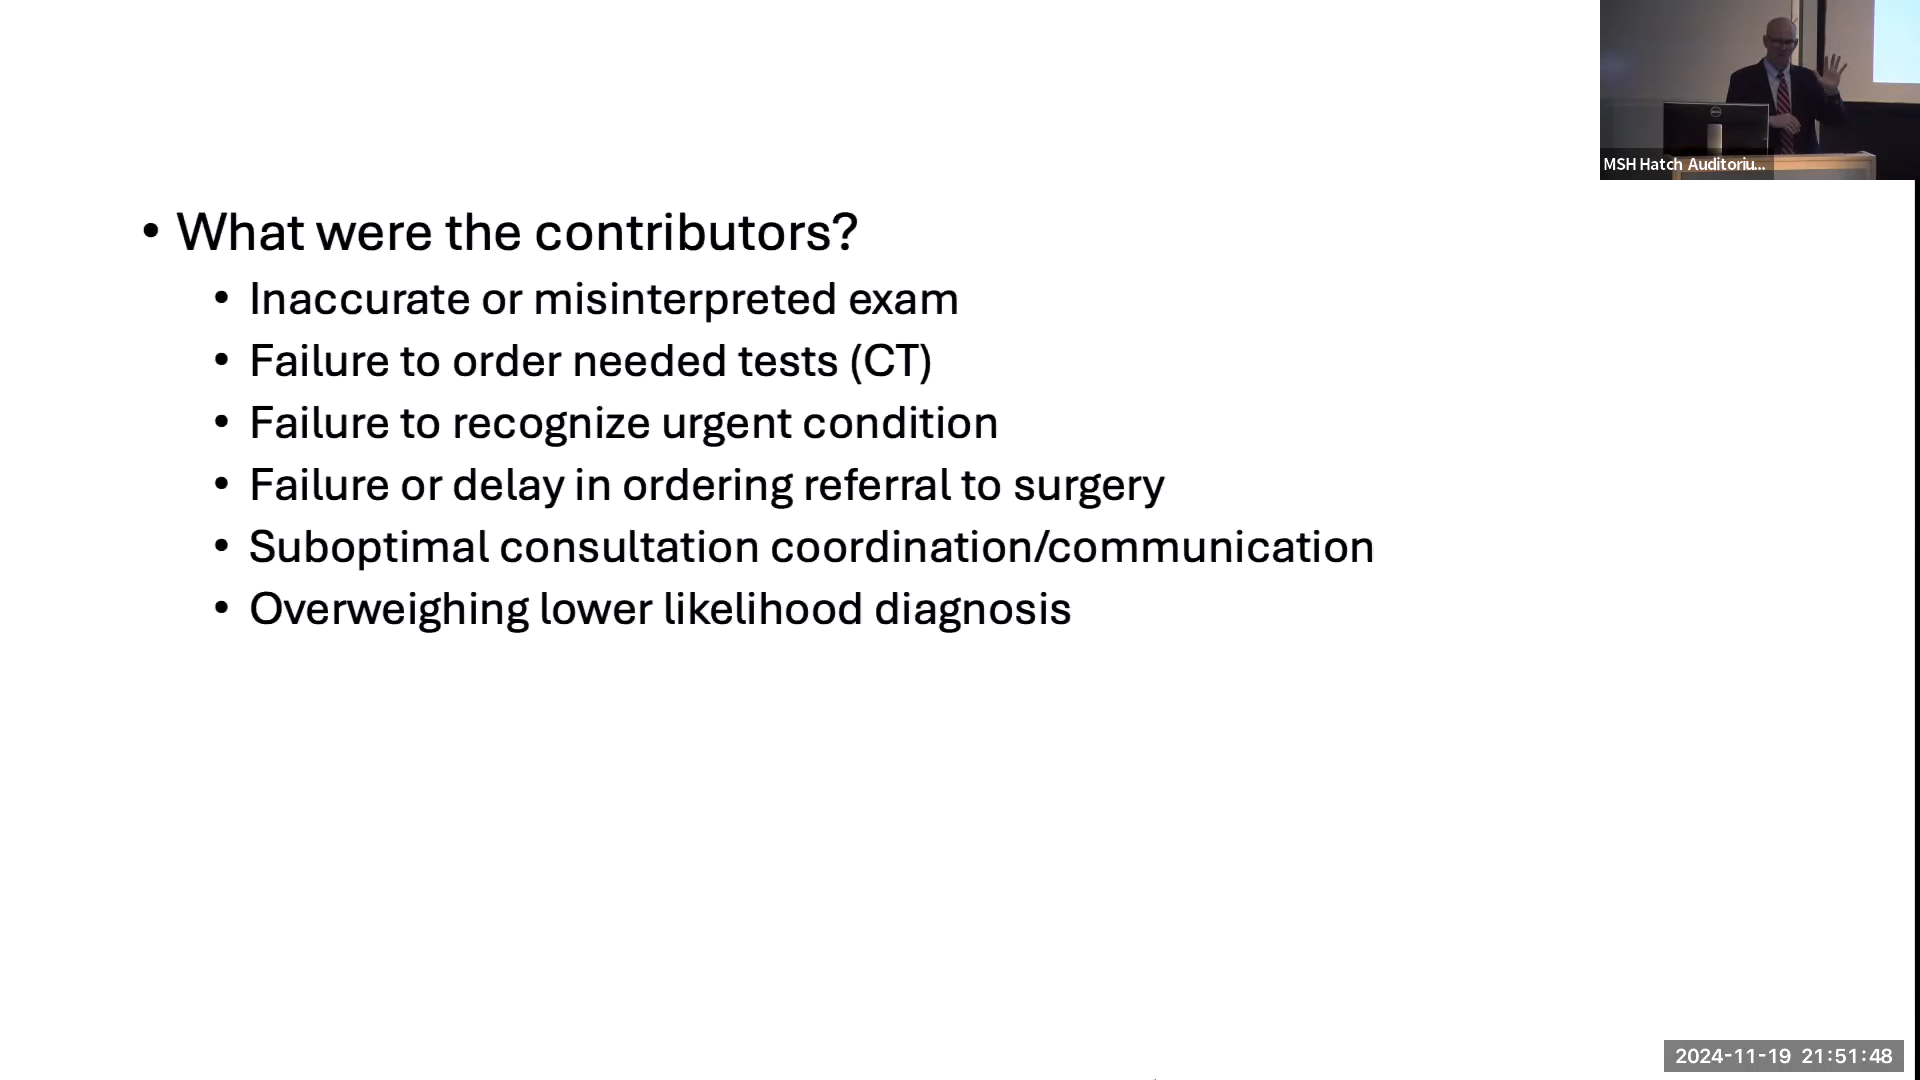 MSH Hatch Auditoriu...
• What were the contributors?
• Inaccurate or misinterpreted exam
• Failure to order needed tests (CT)
• Failure to recognize urgent condition
• Failure or delay in ordering referral to surgery
• Suboptimal consultation coordination/communication
• Overweighing lower likelihood diagnosis
2024-11-19 21:51:48